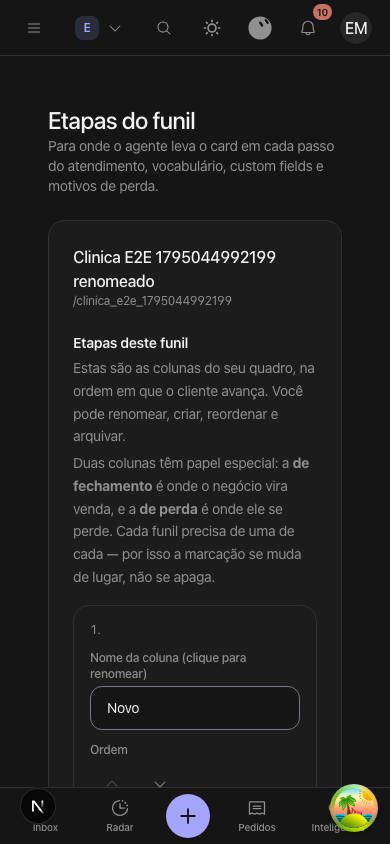 E
10
EM
Etapas do funil
Para onde o agente leva o card em cada passo
do atendimento, vocabulário, custom fields e
motivos de perda.
Clinica E2E 1795044992199
renomeado
/clinica_e2e_1795044992199
Etapas deste funil
Estas são as colunas do seu quadro, na
ordem em que o cliente avança. Você
pode renomear, criar, reordenar e
arquivar.
Duas colunas têm papel especial: a de
fechamento é onde o negócio vira
venda, e a de perda é onde ele se
perde. Cada funil precisa de uma de
cada — por isso a marcação se muda
de lugar, não se apaga.
1.
Nome da coluna (clique para
renomear)
Novo
Ordem
N
Inbox
Radar
Pedidos